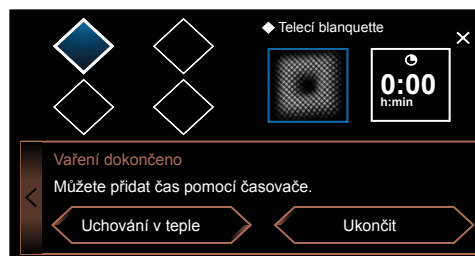 Telecí blanquette
0:00
h:min
Vaření dokončeno
Můžete přidat čas pomocí časovače.
Uchování v teple
Ukončit